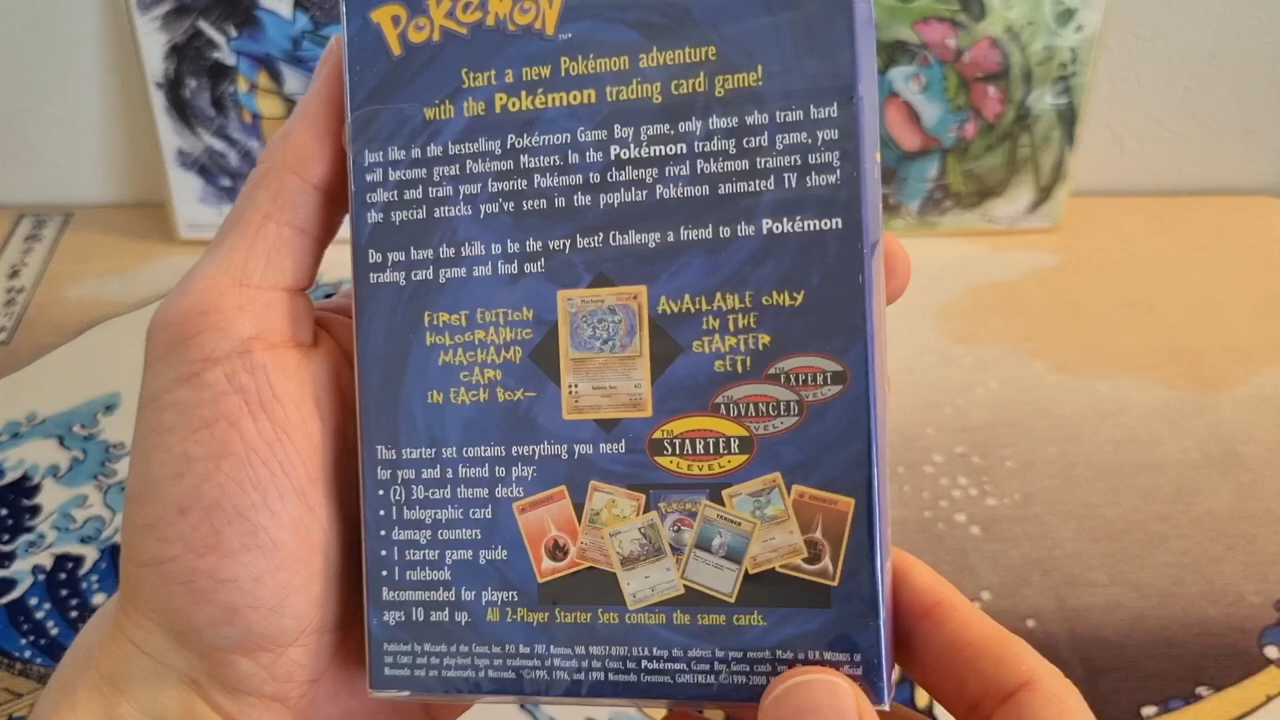 POKéMON
Start a new Pokémon adventure
with the Pokémon trading card game!
Just like in the bestselling Pokémon Game Boy game, only those who train hard
will become great Pokémon Masters. In the Pokémon trading card game, you
collect and train your favorite Pokémon to challenge rival Pokémon trainers using
the special attacks you've seen in the poplular Pokémon animated TV show!
Do you have the skills to be the very best? Challenge a friend to the Pokémon
trading card game and find out!
FIRST EDITION
HOLOGRAPHIC
MACHAMP
CARD
IN EACH BOX–
Machamp
AVAILABLE ONLY
IN THE
STARTER
SET!
TM EXPERT
TM ADVANCED
TM STARTER
• LEVEL •
This starter set contains everything you need
for you and a friend to play:
• (2) 30-card theme decks
• 1 holographic card
• damage counters
• 1 starter game guide
• 1 rulebook
Recommended for players
ages 10 and up. All 2-Player Starter Sets contain the same cards.
TRAINER
Published by Wizards of the Coast, Inc. P.O. Box 707, Renton, WA 98057-0707, U.S.A. Keep this address for your records. Made in U.K. WIZARDS OF
THE COAST and the play-level logos are trademarks of Wizards of the Coast, Inc. Pokémon, Game Boy, Gotta catch 'em official
Nintendo seal are trademarks of Nintendo. ©1995, 1996, and 1998 Nintendo Creatures, GAMEFREAK. ©1999-2000